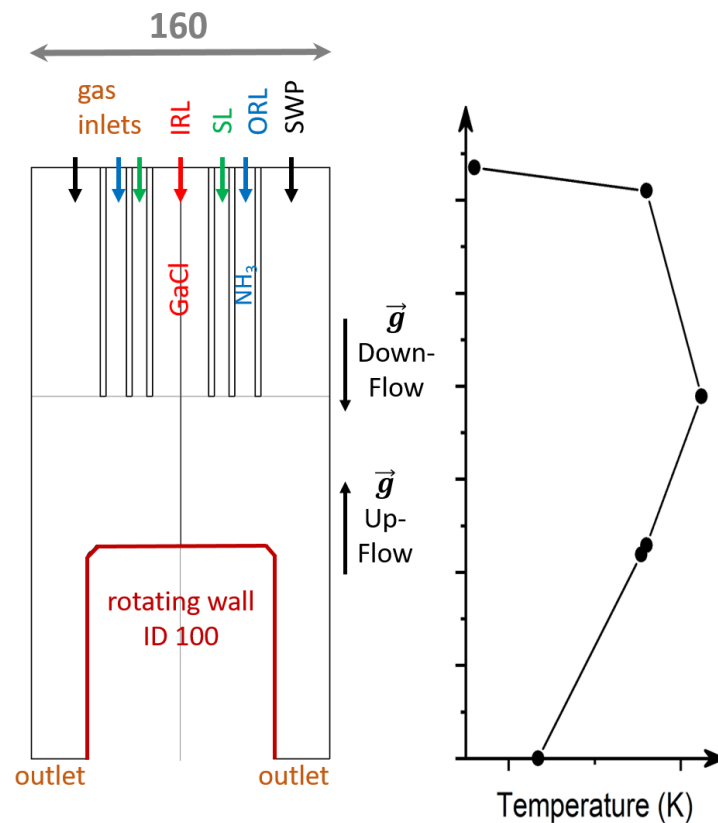 160
gas
inlets
IRL
SL
ORL
SWP
GaCl
NH₃
g
Down-
Flow
g
Up-
Flow
rotating wall
ID 100
outlet
outlet
Temperature (K)